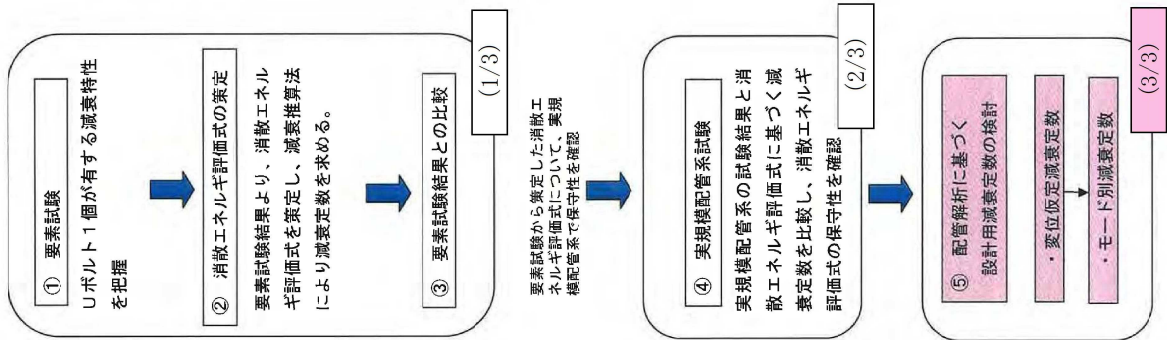 ① 要素試験
Uボルト1個が有する減衰特性
を把握
② 消散エネルギ評価式の策定
要素試験結果より、消散エネル
ギ評価式を策定し、減衰推算法
により減衰定数を求める。
③ 要素試験結果との比較
(1/3)
要素試験から策定した消散エ
ネルギ評価式について、実規
模配管系で保守性を確認
④ 実規模配管系試験
実規模配管系の試験結果と消
散エネルギ評価式に基づく減
衰定数を比較し、消散エネルギ
評価式の保守性を確認
(2/3)
⑤ 配管解析に基づく
設計用減衰定数の検討
・変位仮定減衰定数
・モード別減衰定数
(3/3)